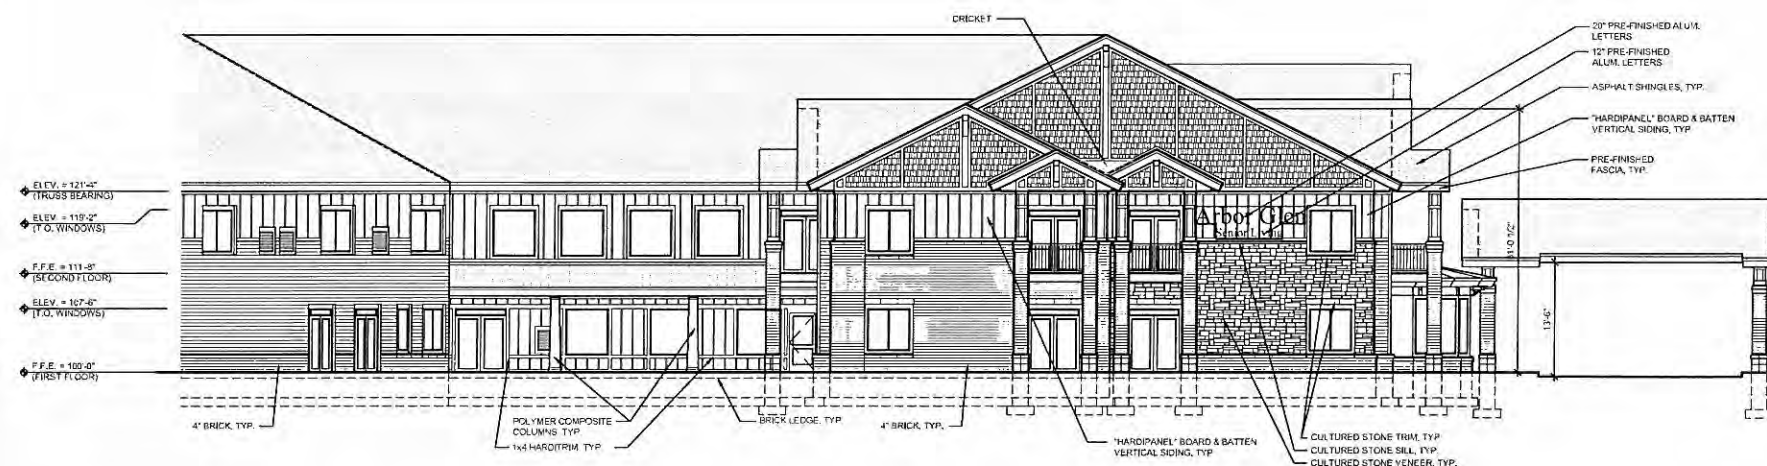 CRICKET
20" PRE-FINISHED ALUM.
LETTERS
12" PRE-FINISHED
ALUM. LETTERS
ASPHALT SHINGLES, TYP.
"HARDIPANEL" BOARD & BATTEN
VERTICAL SIDING, TYP
PRE-FINISHED
FASCIA, TYP.
ELEV. = 121'-4"
(TRUSS BEARING)
ELEV. = 119'-2"
(T.O. WINDOWS)
F.F.E. = 111'-8"
(SECOND FLOOR)
ELEV. = 107'-6"
(T.O. WINDOWS)
F.F.E. = 100'-0"
(FIRST FLOOR)
Arbor Glen
Senior Living
13'-6"
4" BRICK, TYP.
POLYMER COMPOSITE
COLUMNS, TYP
1x4 HARDITRIM, TYP.
BRICK LEDGE, TYP
4" BRICK, TYP.
"HARDIPANEL" BOARD & BATTEN
VERTICAL SIDING, TYP
CULTURED STONE TRIM, TYP
CULTURED STONE SILL, TYP.
CULTURED STONE VENEER, TYP.